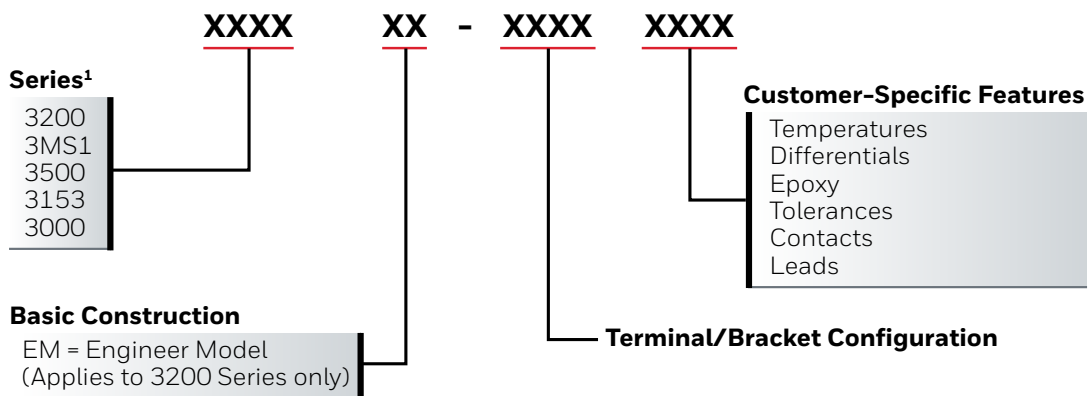 XXXX XX - XXXX XXXX
Series¹
3200
3MS1
3500
3153
3000
Customer-Specific Features
Temperatures
Differentials
Epoxy
Tolerances
Contacts
Leads
Basic Construction
EM = Engineer Model
(Applies to 3200 Series only)
Terminal/Bracket Configuration